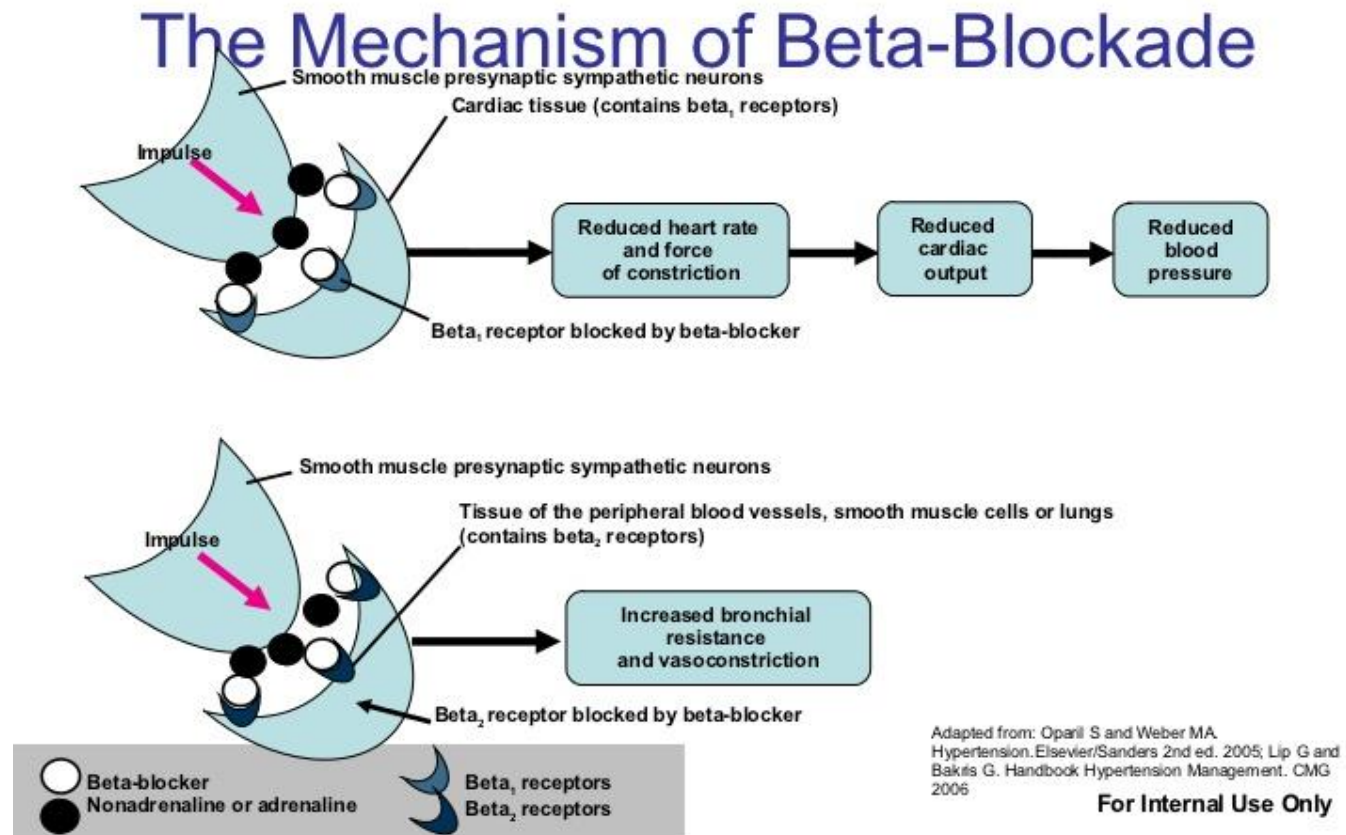 The Mechanism of Beta-Blockade
Smooth muscle presynaptic sympathetic neurons
Cardiac tissue (contains beta₁ receptors)
Impulse
Reduced heart rate
and force
of constriction
Reduced
cardiac
output
Reduced
blood
pressure
Beta₁ receptor blocked by beta-blocker
Smooth muscle presynaptic sympathetic neurons
Tissue of the peripheral blood vessels, smooth muscle cells or lungs
(contains beta₂ receptors)
Impulse
Increased bronchial
resistance
and vasoconstriction
Beta₂ receptor blocked by beta-blocker
Beta-blocker
Nonadrenaline or adrenaline
Beta₁ receptors
Beta₂ receptors
Adapted from: Oparil S and Weber MA.
Hypertension.Elsevier/Sanders 2nd ed. 2005; Lip G and
Bakris G. Handbook Hypertension Management. CMG
2006
For Internal Use Only